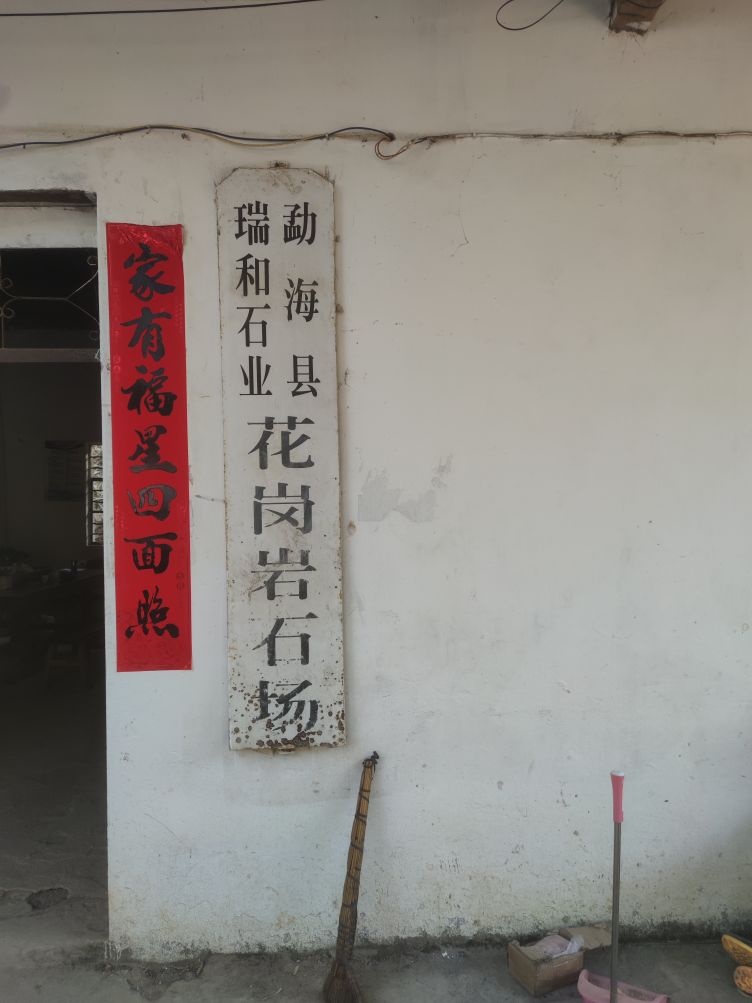 家有福星四面照
勐海县
瑞和石业
花岗岩石场